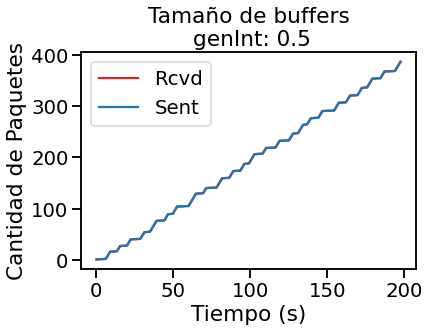 Tamaño de buffers
genInt: 0.5
Cantidad de Paquetes
400
300
200
100
0
Rcvd
Sent
0 50 100 150 200
Tiempo (s)